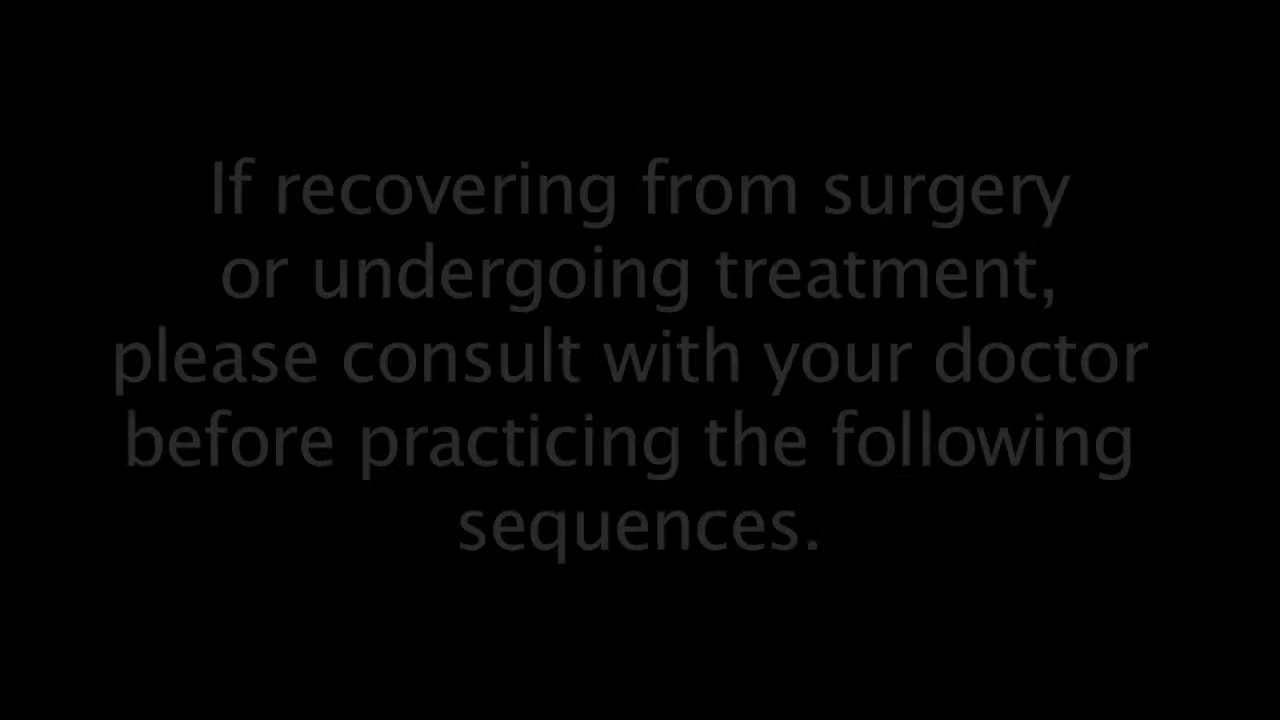 If recovering from surgery
or undergoing treatment,
please consult with your doctor
before practicing the following
sequences.